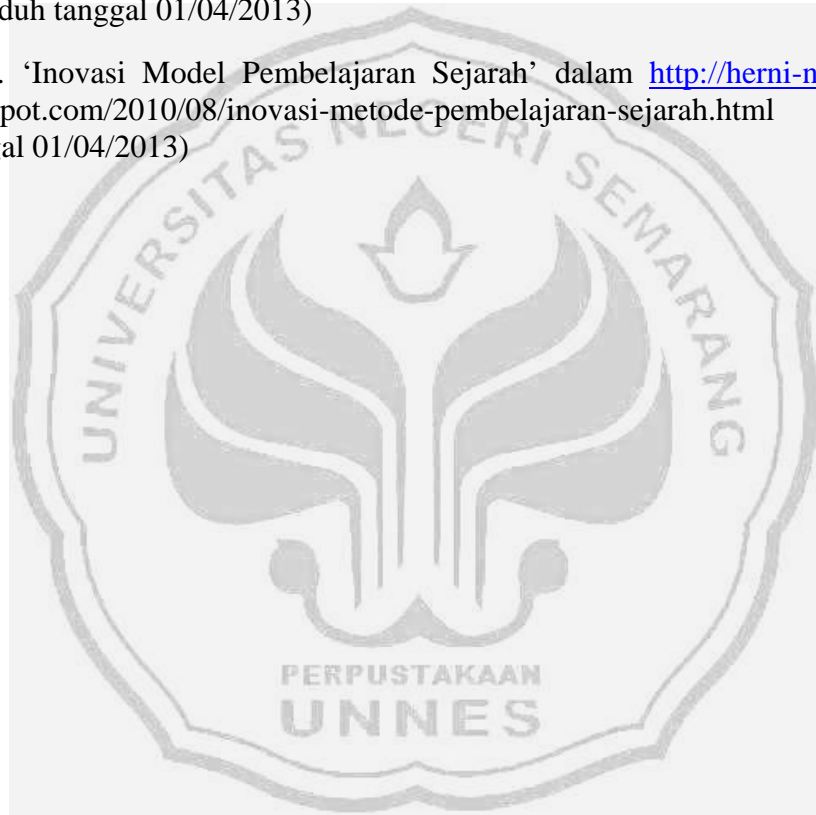 duh tanggal 01/04/2013)
. ‘Inovasi Model Pembelajaran Sejarah’ dalam http://herni-
pot.com/2010/08/inovasi-metode-pembelajaran-sejarah.html
al 01/04/2013)
UNIVERSITAS NEGERI SEMARANG
PERPUSTAKAAN
UNNES